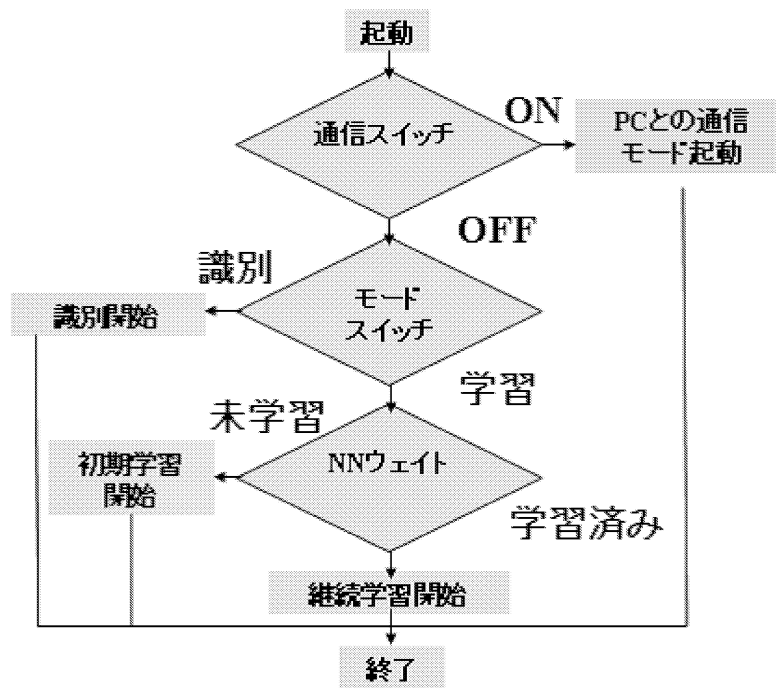 起動
通信スイッチ
ON
PCとの通信
モード起動
OFF
識別
モード
スイッチ
識別開始
学習
未学習
NNウェイト
初期学習
開始
学習済み
継続学習開始
終了